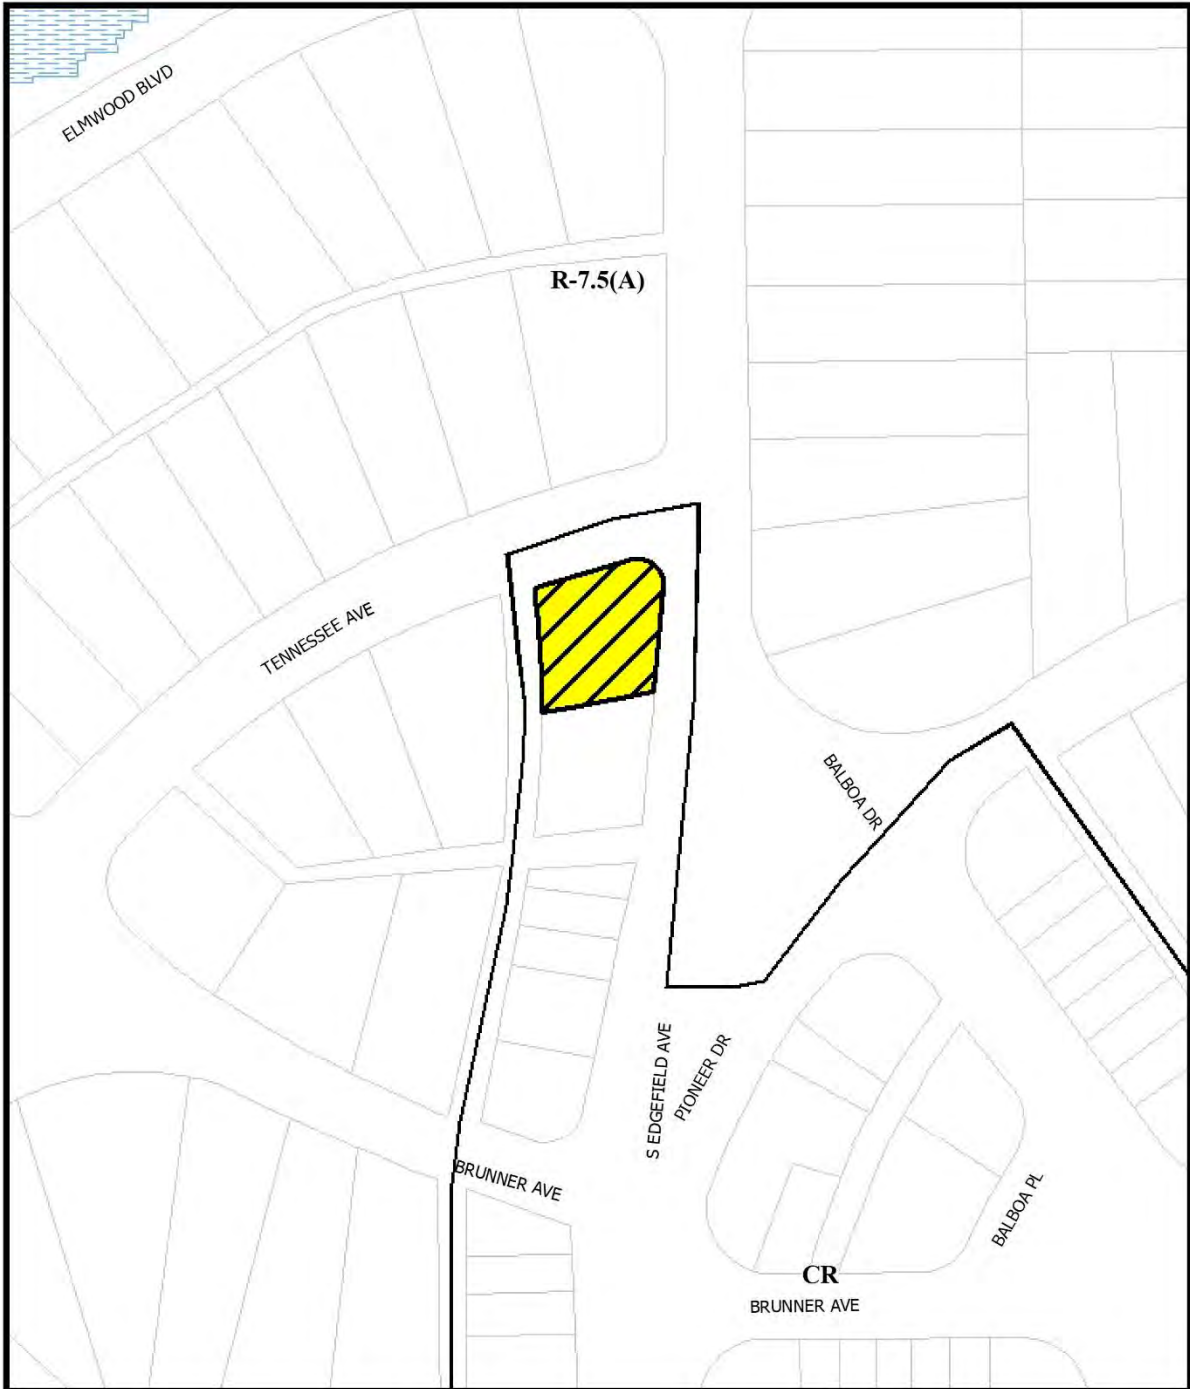 ELMWOOD BLVD
R-7.5(A)
TENNESSEE AVE
BALBOA DR
S EDGEFIELD AVE
PIONEER DR
BRUNNER AVE
BALBOA PL
CR
BRUNNER AVE